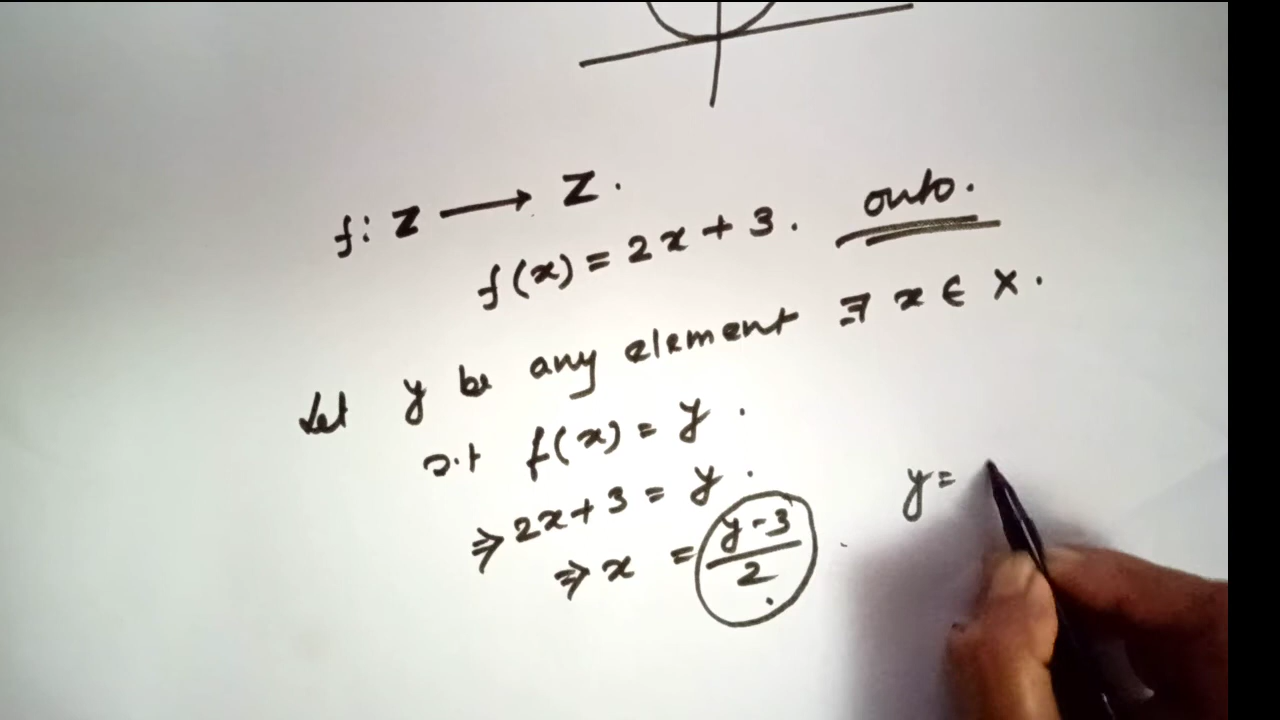 f: Z → Z.
f(x) = 2x + 3. onto.
Let y be any element ∃ x ∈ X.
s.t f(x) = y.
⇒ 2x + 3 = y.
⇒ x = (y - 3)/2.
y =